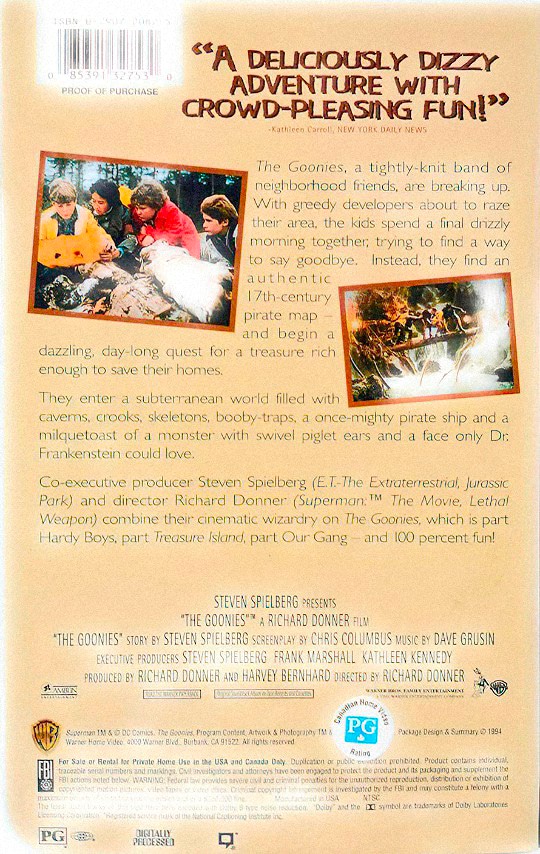 ISBN 0-7907-
0 85391 32753 0
PROOF OF PURCHASE
"A DELICIOUSLY DIZZY
ADVENTURE WITH
CROWD-PLEASING FUN!"
-Kathleen Carroll, NEW YORK DAILY NEWS
The Goonies, a tightly-knit band of
neighborhood friends, are breaking up.
With greedy developers about to raze
their area, the kids spend a final drizzly
morning together, trying to find a way
to say goodbye. Instead, they find an
authentic
17th-century
pirate map –
and begin a
dazzling, day-long quest for a treasure rich
enough to save their homes.
They enter a subterranean world filled with
caverns, crooks, skeletons, booby-traps, a once-mighty pirate ship and a
milquetoast of a monster with swivel piglet ears and a face only Dr.
Frankenstein could love.
Co-executive producer Steven Spielberg (E.T.-The Extraterrestrial, Jurassic
Park) and director Richard Donner (Superman:™ The Movie, Lethal
Weapon) combine their cinematic wizardry on The Goonies, which is part
Hardy Boys, part Treasure Island, part Our Gang – and 100 percent fun!
STEVEN SPIELBERG PRESENTS
"THE GOONIES"™ A RICHARD DONNER FILM
"THE GOONIES" STORY BY STEVEN SPIELBERG SCREENPLAY BY CHRIS COLUMBUS MUSIC BY DAVE GRUSIN
EXECUTIVE PRODUCERS STEVEN SPIELBERG FRANK MARSHALL KATHLEEN KENNEDY
PRODUCED BY RICHARD DONNER AND HARVEY BERNHARD DIRECTED BY RICHARD DONNER
AMBLIN
WARNER BROS. FAMILY ENTERTAINMENT
Canadian Home Video
PG
Rating
Superman TM & © DC Comics. The Goonies, Program Content, Artwork & Photography TM & Package Design & Summary © 1994
Warner Home Video. 4000 Warner Blvd., Burbank, CA 91522. All rights reserved.
FBI
For Sale or Rental for Private Home Use in the USA and Canada Only. Duplication or public exhibition prohibited. Product contains individual,
traceable serial numbers and markings. Civil investigators and attorneys have been engaged to protect the product and its packaging and supplement the
FBI actions noted below. WARNING: Federal law provides severe civil and criminal penalties for the unauthorized reproduction, distribution or exhibition of
copyrighted motion pictures, video tapes or video discs. Criminal copyright infringement is investigated by the FBI and may constitute a felony with a
Manufactured in USA NTSC
"Dolby" and the symbol are trademarks of Dolby Laboratories
Licensing Corporation. *Registered service mark of the National Captioning Institute Inc.
PG
DIGITALLY
PROCESSED